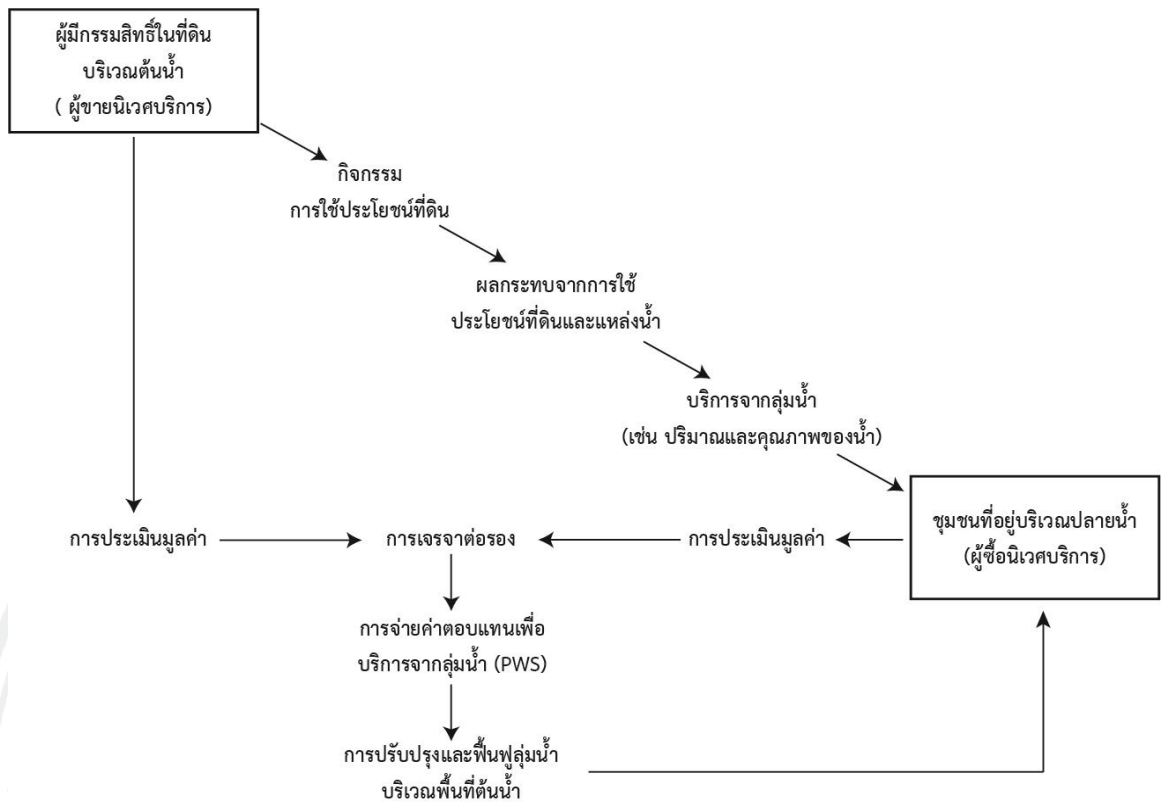 ผู้มีกรรมสิทธิ์ในที่ดิน
บริเวณต้นน้ำ
( ผู้ขายนิเวศบริการ)
กิจกรรม
การใช้ประโยชน์ที่ดิน
ผลกระทบจากการใช้
ประโยชน์ที่ดินและแหล่งน้ำ
บริการจากลุ่มน้ำ
(เช่น ปริมาณและคุณภาพของน้ำ)
ชุมชนที่อยู่บริเวณปลายน้ำ
(ผู้ซื้อนิเวศบริการ)
การประเมินมูลค่า
การเจรจาต่อรอง
การประเมินมูลค่า
การจ่ายค่าตอบแทนเพื่อ
บริการจากลุ่มน้ำ (PWS)
การปรับปรุงและฟื้นฟูลุ่มน้ำ
บริเวณพื้นที่ต้นน้ำ